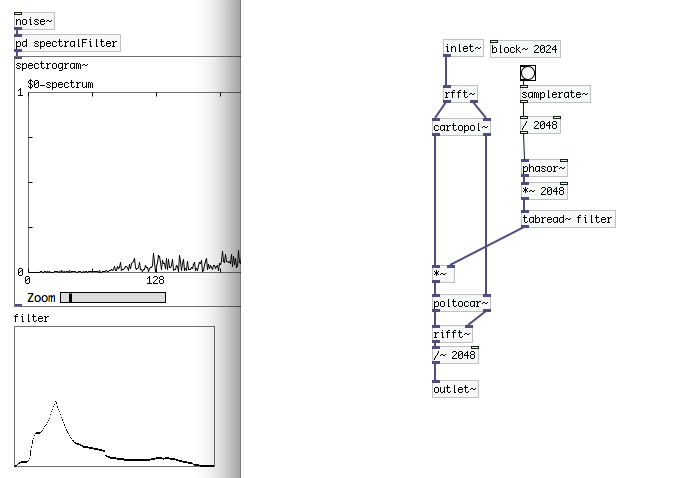 noise~
pd spectralFilter
spectrogram~
$0-spectrum
1
0
128
Zoom
filter
inlet~
block~ 2024
rfft~
samplerate~
cartopol~
/ 2048
phasor~
*~ 2048
tabread~ filter
*~
poltocar~
rifft~
/~ 2048
outlet~